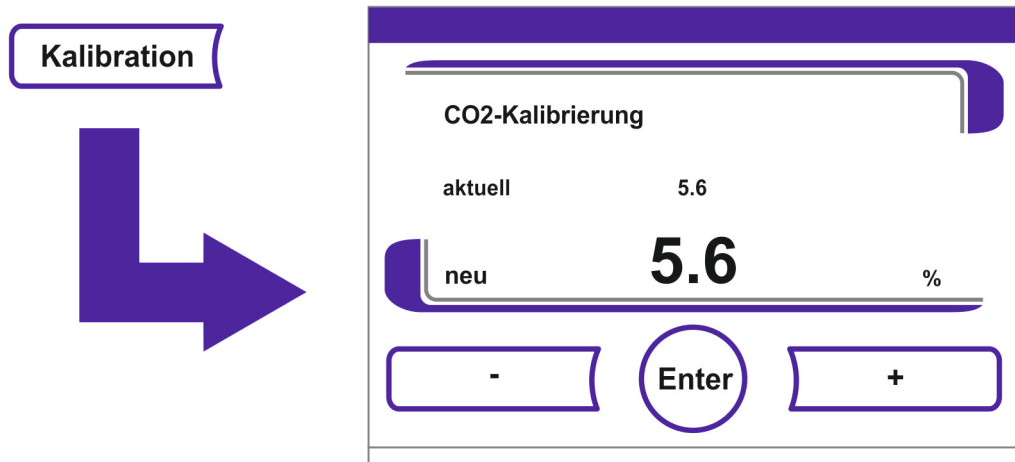 Kalibration
CO2-Kalibrierung
aktuell 5.6
neu 5.6 %
- Enter +